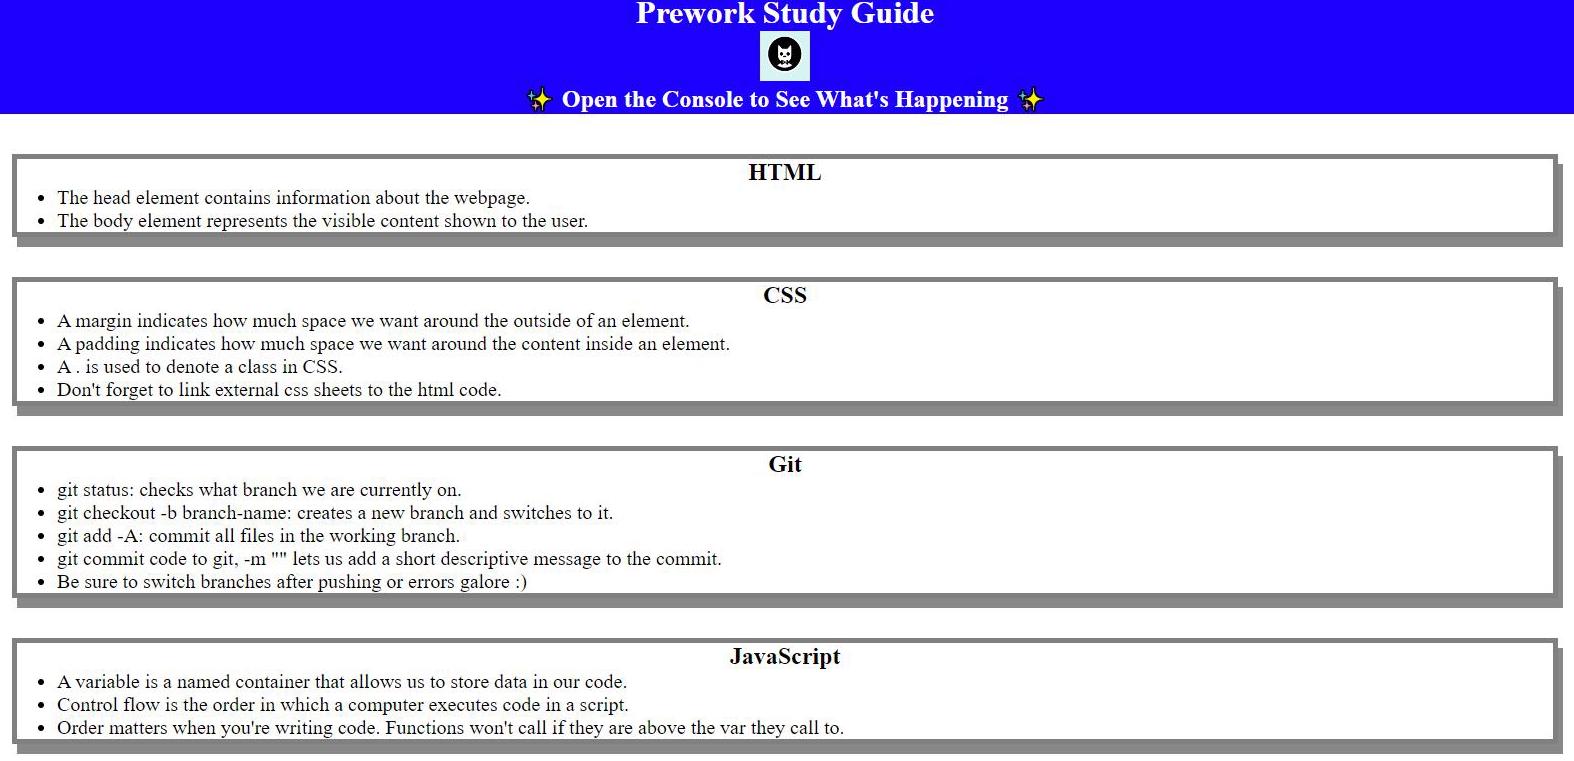 Prework Study Guide
✨ Open the Console to See What's Happening ✨
HTML
• The head element contains information about the webpage.
• The body element represents the visible content shown to the user.
CSS
• A margin indicates how much space we want around the outside of an element.
• A padding indicates how much space we want around the content inside an element.
• A . is used to denote a class in CSS.
• Don't forget to link external css sheets to the html code.
Git
• git status: checks what branch we are currently on.
• git checkout -b branch-name: creates a new branch and switches to it.
• git add -A: commit all files in the working branch.
• git commit code to git, -m "" lets us add a short descriptive message to the commit.
• Be sure to switch branches after pushing or errors galore :)
JavaScript
• A variable is a named container that allows us to store data in our code.
• Control flow is the order in which a computer executes code in a script.
• Order matters when you're writing code. Functions won't call if they are above the var they call to.